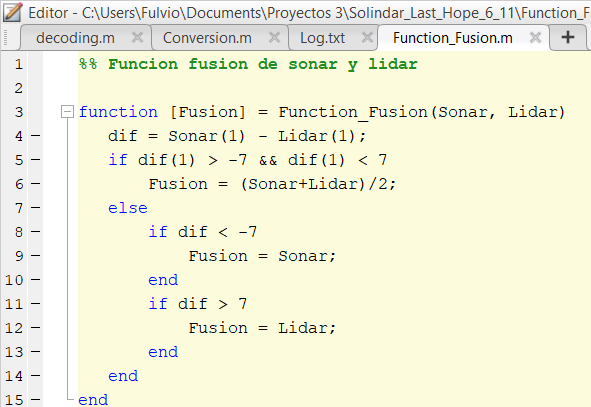 Editor - C:\Users\Fulvio\Documents\Proyectos 3\Solindar_Last_Hope_6_11\Function_F
decoding.m Conversion.m Log.txt Function_Fusion.m
1 %% Funcion fusion de sonar y lidar
2
3 function [Fusion] = Function_Fusion(Sonar, Lidar)
4 – dif = Sonar(1) - Lidar(1);
5 – if dif(1) > -7 && dif(1) < 7
6 – Fusion = (Sonar+Lidar)/2;
7 – else
8 – if dif < -7
9 – Fusion = Sonar;
10 – end
11 – if dif > 7
12 – Fusion = Lidar;
13 – end
14 – end
15 – end